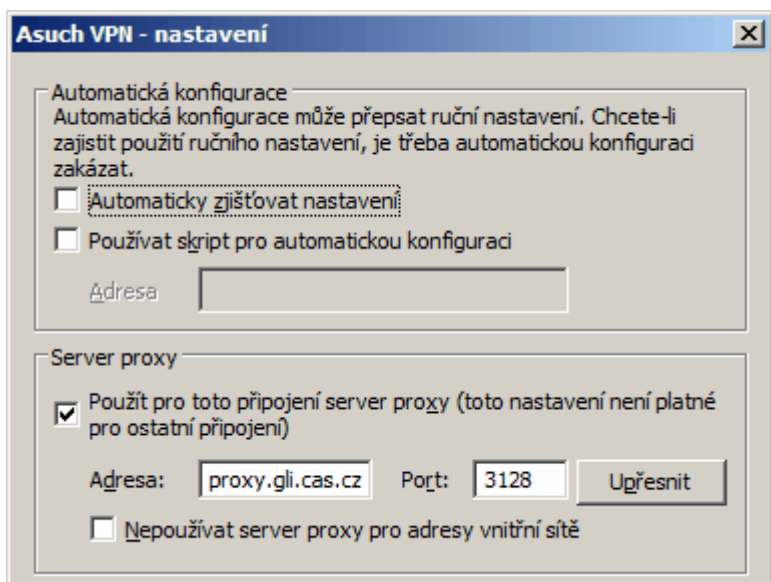 Asuch VPN - nastavení
Automatická konfigurace
Automatická konfigurace může přepsat ruční nastavení. Chcete-li
zajistit použití ručního nastavení, je třeba automatickou konfiguraci
zakázat.
Automaticky zjišťovat nastavení
Používat skript pro automatickou konfiguraci
Adresa
Server proxy
Použít pro toto připojení server proxy (toto nastavení není platné
pro ostatní připojení)
Adresa: proxy.gli.cas.cz Port: 3128 Upřesnit
Nepoužívat server proxy pro adresy vnitřní sítě